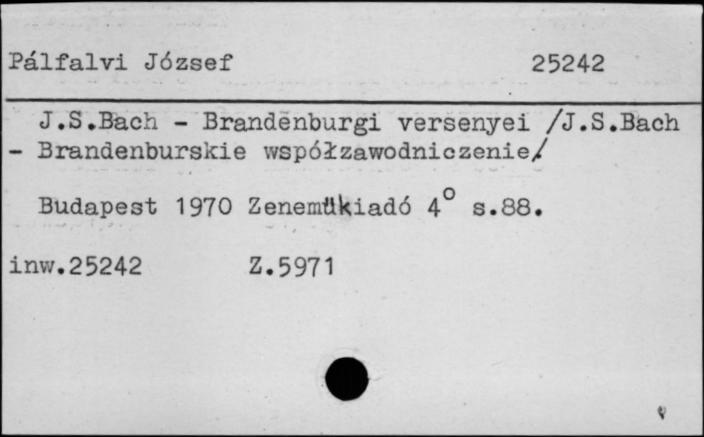 Pálfalvi József 25242
J.S.Bach - Brandenburgi versenyei /J.S.Bach
- Brandenburskie współzawodniczenie/
Budapest 1970 Zeneműkiadó 4° s.88.
inw.25242 Z.5971